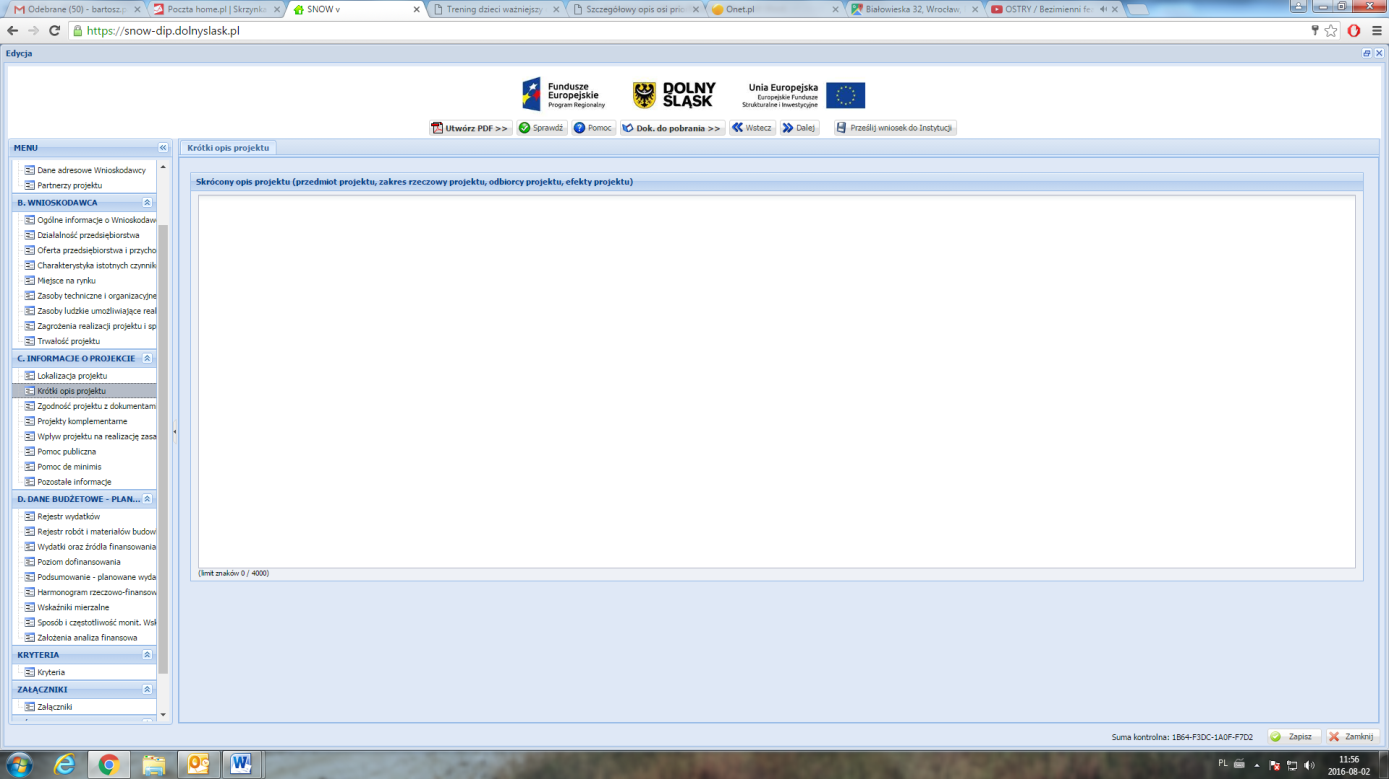 Odebrane (50) - bartosz.p
Poczta home.pl | Skrzynka
SNOW v
Trening dzieci ważniejszy
Szczegółowy opis osi prio
Onet.pl
Białowieska 32, Wrocław,
OSTRY / Bezimienni fe
https://snow-dip.dolnyslask.pl
Edycja
Fundusze
Europejskie
Program Regionalny
DOLNY
ŚLĄSK
Unia Europejska
Europejskie Fundusze
Strukturalne i Inwestycyjne
Utwórz PDF >>
Sprawdź
Pomoc
Dok. do pobrania >>
Wstecz
Dalej
Prześlij wniosek do Instytucji
MENU
Dane adresowe Wnioskodawcy
Partnerzy projektu
B. WNIOSKODAWCA
Ogólne informacje o Wnioskodaw
Działalność przedsiębiorstwa
Oferta przedsiębiorstwa i przycho
Charakterystyka istotnych czynnik
Miejsce na rynku
Zasoby techniczne i organizacyjne
Zasoby ludzkie umożliwiające real
Zagrożenia realizacji projektu i sp
Trwałość projektu
C. INFORMACJE O PROJEKCIE
Lokalizacja projektu
Krótki opis projektu
Zgodność projektu z dokumentam
Projekty komplementarne
Wpływ projektu na realizację zasa
Pomoc publiczna
Pomoc de minimis
Pozostałe informacje
D. DANE BUDŻETOWE - PLAN...
Rejestr wydatków
Rejestr robót i materiałów budow
Wydatki oraz źródła finansowania
Poziom dofinansowania
Podsumowanie - planowane wyda
Harmonogram rzeczowo-finansow
Wskaźniki mierzalne
Sposób i częstotliwość monit. Wsk
Założenia analiza finansowa
KRYTERIA
Kryteria
ZAŁĄCZNIKI
Załączniki
Krótki opis projektu
Skrócony opis projektu (przedmiot projektu, zakres rzeczowy projektu, odbiorcy projektu, efekty projektu)
(limit znaków 0 / 4000)
Suma kontrolna: 1B64-F3DC-1A0F-F7D2
Zapisz
Zamknij
PL
11:56
2016-08-02